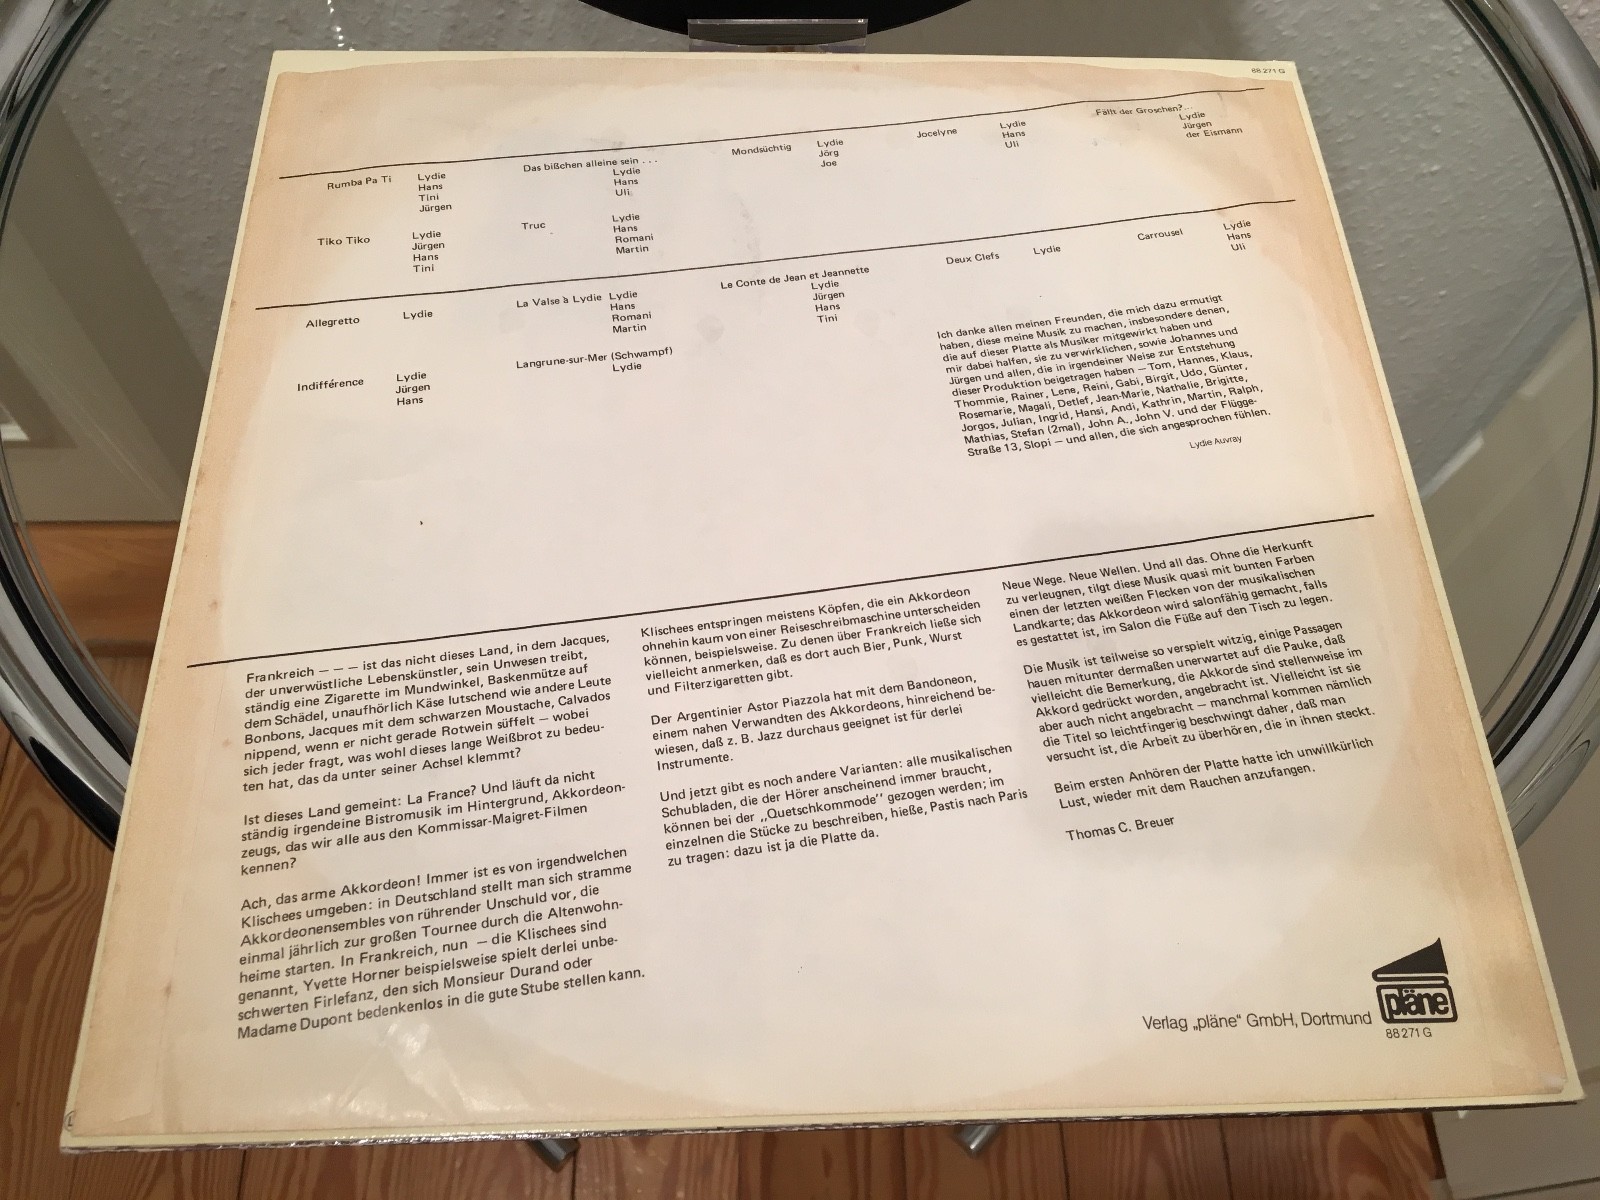 88.271 G
Rumba Pa Ti
Lydie
Hans
Tini
Jürgen
Das bißchen alleine sein . . .
Lydie
Hans
Uli
Mondsüchtig
Lydie
Jörg
Joe
Jocelyne
Lydie
Hans
Uli
Fällt der Groschen?...
Lydie
Jürgen
der Eismann
Tiko Tiko
Lydie
Jürgen
Hans
Tini
Truc
Lydie
Hans
Romani
Martin
Allegretto
Lydie
La Valse à Lydie
Lydie
Hans
Romani
Martin
Le Conte de Jean et Jeannette
Lydie
Jürgen
Hans
Tini
Deux Clefs
Lydie
Carrousel
Lydie
Hans
Uli
Indifférence
Lydie
Jürgen
Hans
Langrune-sur-Mer (Schwampf)
Lydie
Ich danke allen meinen Freunden, die mich dazu ermutigt
haben, diese meine Musik zu machen, insbesondere denen,
die auf dieser Platte als Musiker mitgewirkt haben und
mir dabei halfen, sie zu verwirklichen, sowie Johannes und
Jürgen und allen, die in irgendeiner Weise zur Entstehung
dieser Produktion beigetragen haben — Tom, Hannes, Klaus,
Thommie, Rainer, Lene, Reini, Gabi, Birgit, Udo, Günter,
Rosemarie, Magali, Detlef, Jean-Marie, Nathalie, Brigitte,
Jorgos, Julian, Ingrid, Hansi, Andi, Kathrin, Martin, Ralph,
Mathias, Stefan (2mal), John A., John V. und der Flügge-
Straße 13, Slopi — und allen, die sich angesprochen fühlen.
Lydie Auvray
Frankreich — — — ist das nicht dieses Land, in dem Jacques,
der unverwüstliche Lebenskünstler, sein Unwesen treibt,
ständig eine Zigarette im Mundwinkel, Baskenmütze auf
dem Schädel, unaufhörlich Käse lutschend wie andere Leute
Bonbons, Jacques mit dem schwarzen Moustache, Calvados
nippend, wenn er nicht gerade Rotwein süffelt — wobei
sich jeder fragt, was wohl dieses lange Weißbrot zu bedeu-
ten hat, das da unter seiner Achsel klemmt?
Ist dieses Land gemeint: La France? Und läuft da nicht
ständig irgendeine Bistromusik im Hintergrund, Akkordeon-
zeugs, das wir alle aus den Kommissar-Maigret-Filmen
kennen?
Ach, das arme Akkordeon! Immer ist es von irgendwelchen
Klischees umgeben: in Deutschland stellt man sich stramme
Akkordeonensembles von rührender Unschuld vor, die
einmal jährlich zur großen Tournee durch die Altenwohn-
heime starten. In Frankreich, nun — die Klischees sind
genannt, Yvette Horner beispielsweise spielt derlei unbe-
schwerten Firlefanz, den sich Monsieur Durand oder
Madame Dupont bedenkenlos in die gute Stube stellen kann.
Klischees entspringen meistens Köpfen, die ein Akkordeon
ohnehin kaum von einer Reiseschreibmaschine unterscheiden
können, beispielsweise. Zu denen über Frankreich ließe sich
vielleicht anmerken, daß es dort auch Bier, Punk, Wurst
und Filterzigaretten gibt.
Der Argentinier Astor Piazzola hat mit dem Bandoneon,
einem nahen Verwandten des Akkordeons, hinreichend be-
wiesen, daß z. B. Jazz durchaus geeignet ist für derlei
Instrumente.
Und jetzt gibt es noch andere Varianten: alle musikalischen
Schubladen, die der Hörer anscheinend immer braucht,
können bei der „Quetschkommode'' gezogen werden; im
einzelnen die Stücke zu beschreiben, hieße, Pastis nach Paris
zu tragen: dazu ist ja die Platte da.
Neue Wege. Neue Wellen. Und all das. Ohne die Herkunft
zu verleugnen, tilgt diese Musik quasi mit bunten Farben
einen der letzten weißen Flecken von der musikalischen
Landkarte; das Akkordeon wird salonfähig gemacht, falls
es gestattet ist, im Salon die Füße auf den Tisch zu legen.
Die Musik ist teilweise so verspielt witzig, einige Passagen
hauen mitunter dermaßen unerwartet auf die Pauke, daß
vielleicht die Bemerkung, die Akkorde sind stellenweise im
Akkord gedrückt worden, angebracht ist. Vielleicht ist sie
aber auch nicht angebracht — manchmal kommen nämlich
die Titel so leichtfingerig beschwingt daher, daß man
versucht ist, die Arbeit zu überhören, die in ihnen steckt.
Beim ersten Anhören der Platte hatte ich unwillkürlich
Lust, wieder mit dem Rauchen anzufangen.
Thomas C. Breuer
Verlag „pläne“ GmbH, Dortmund
pläne
88271 G